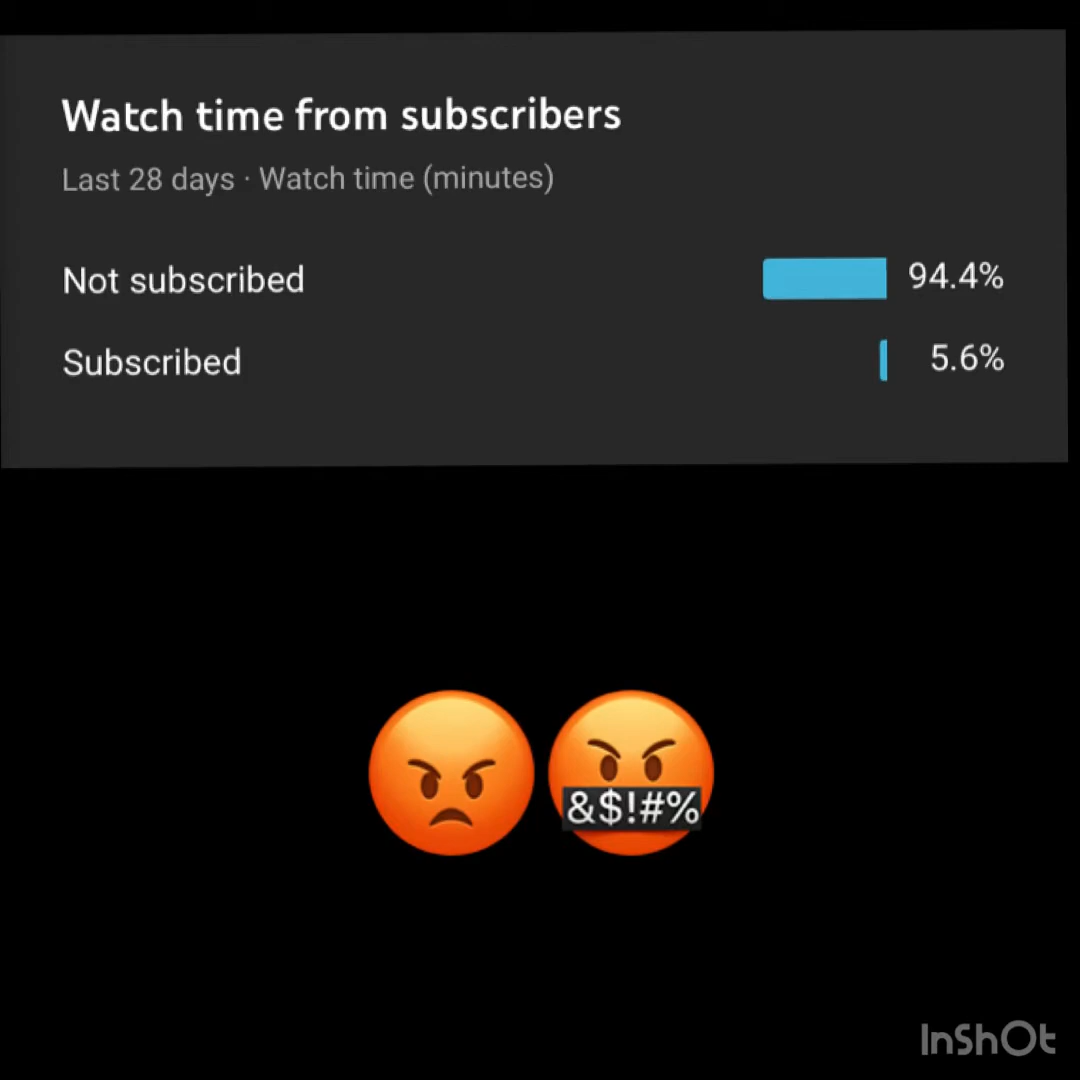 Watch time from subscribers
Last 28 days · Watch time (minutes)
Not subscribed 94.4%
Subscribed 5.6%
&$!#%
InShOt